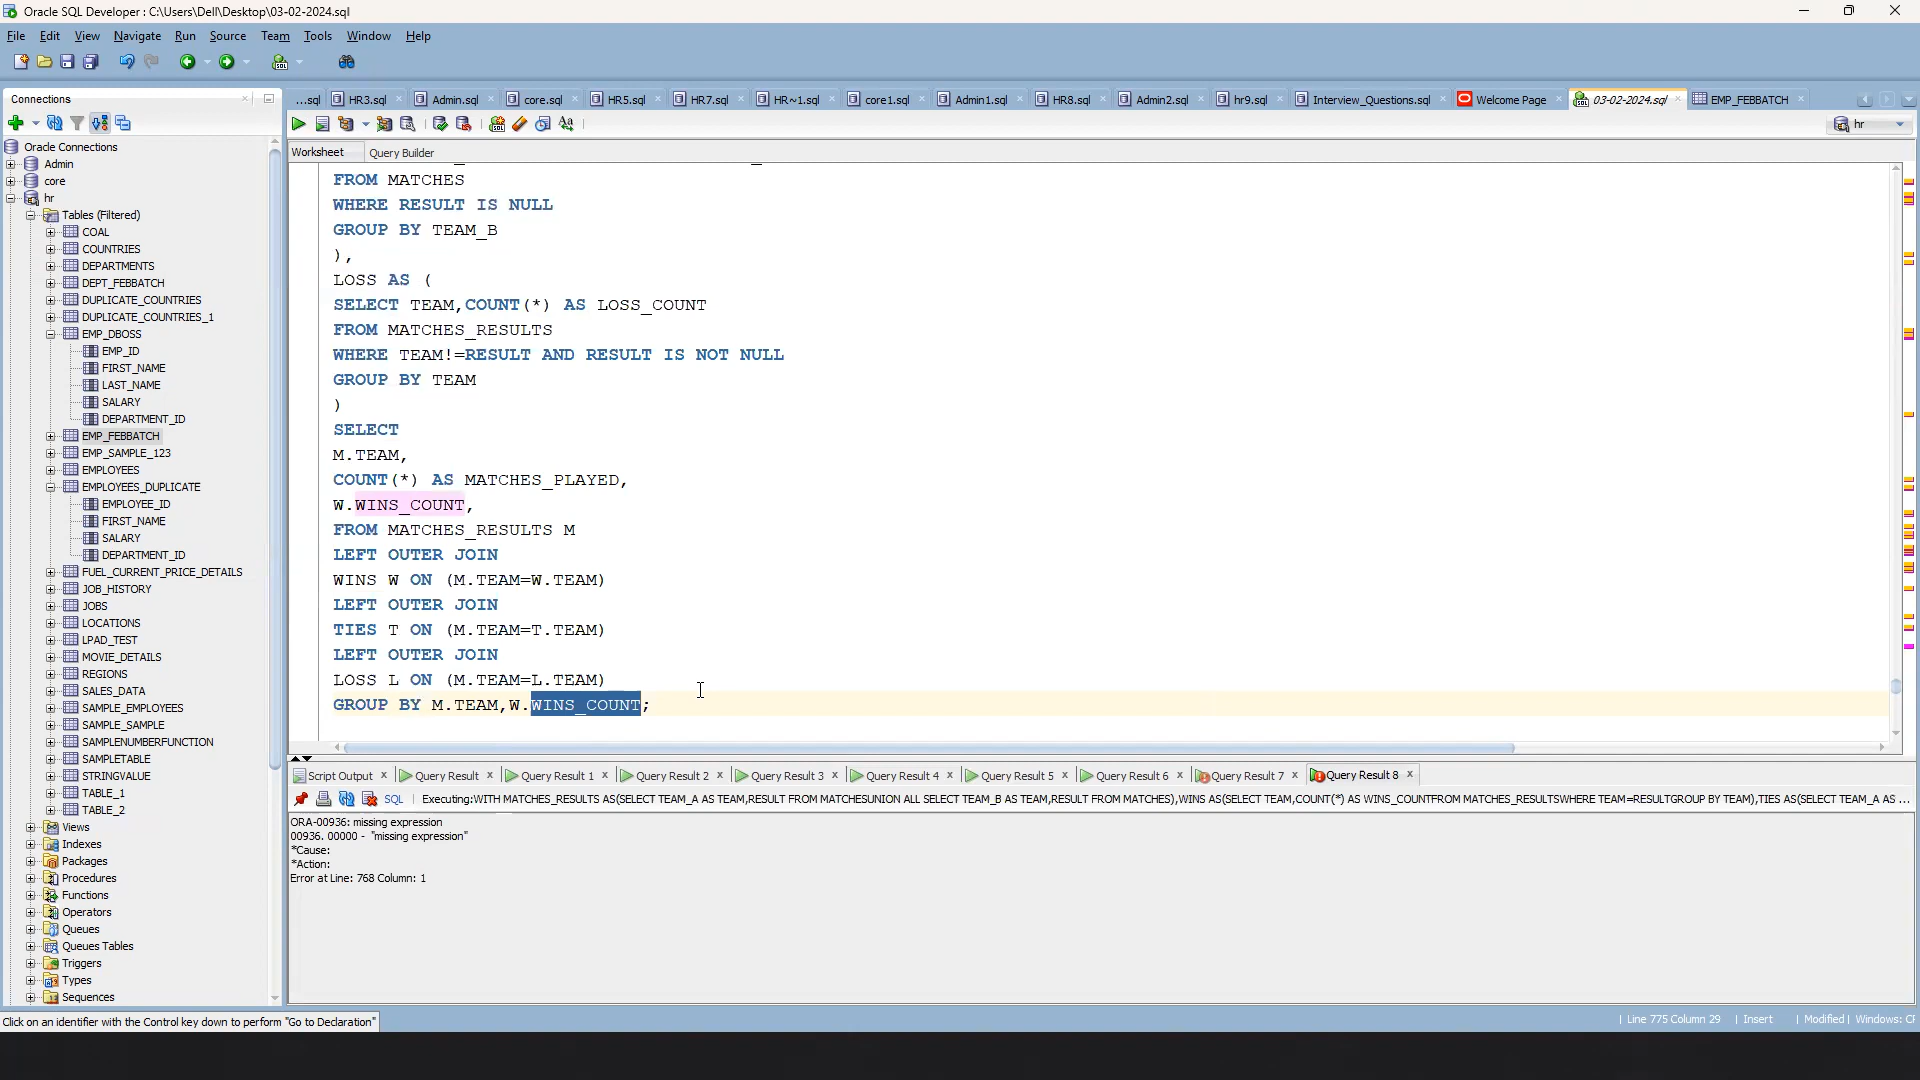 Oracle SQL Developer : C:\Users\Dell\Desktop\03-02-2024.sql
File Edit View Navigate Run Source Team Tools Window Help
Connections
...sql HR3.sql Admin.sql core.sql HR5.sql HR7.sql HR~1.sql core1.sql Admin1.sql HR8.sql Admin2.sql hr9.sql Interview_Questions.sql Welcome Page 03-02-2024.sql EMP_FEBBATCH
hr
Worksheet Query Builder
Oracle Connections
Admin
core
hr
Tables (Filtered)
COAL
COUNTRIES
DEPARTMENTS
DEPT_FEBBATCH
DUPLICATE_COUNTRIES
DUPLICATE_COUNTRIES_1
EMP_DBOSS
EMP_ID
FIRST_NAME
LAST_NAME
SALARY
DEPARTMENT_ID
EMP_FEBBATCH
EMP_SAMPLE_123
EMPLOYEES
EMPLOYEES_DUPLICATE
EMPLOYEE_ID
FIRST_NAME
SALARY
DEPARTMENT_ID
FUEL_CURRENT_PRICE_DETAILS
JOB_HISTORY
JOBS
LOCATIONS
LPAD_TEST
MOVIE_DETAILS
REGIONS
SALES_DATA
SAMPLE_EMPLOYEES
SAMPLE_SAMPLE
SAMPLENUMBERFUNCTION
SAMPLETABLE
STRINGVALUE
TABLE_1
TABLE_2
Views
Indexes
Packages
Procedures
Functions
Operators
Queues
Queues Tables
Triggers
Types
Sequences
FROM MATCHES
WHERE RESULT IS NULL
GROUP BY TEAM_B
),
LOSS AS (
SELECT TEAM,COUNT(*) AS LOSS_COUNT
FROM MATCHES_RESULTS
WHERE TEAM!=RESULT AND RESULT IS NOT NULL
GROUP BY TEAM
)
SELECT
M.TEAM,
COUNT(*) AS MATCHES_PLAYED,
W.WINS_COUNT,
FROM MATCHES_RESULTS M
LEFT OUTER JOIN
WINS W ON (M.TEAM=W.TEAM)
LEFT OUTER JOIN
TIES T ON (M.TEAM=T.TEAM)
LEFT OUTER JOIN
LOSS L ON (M.TEAM=L.TEAM)
GROUP BY M.TEAM,W.WINS_COUNT;
Script Output Query Result Query Result 1 Query Result 2 Query Result 3 Query Result 4 Query Result 5 Query Result 6 Query Result 7 Query Result 8
SQL Executing:WITH MATCHES_RESULTS AS(SELECT TEAM_A AS TEAM,RESULT FROM MATCHESUNION ALL SELECT TEAM_B AS TEAM,RESULT FROM MATCHES),WINS AS(SELECT TEAM,COUNT(*) AS WINS_COUNTFROM MATCHES_RESULTSWHERE TEAM=RESULTGROUP BY TEAM),TIES AS(SELECT TEAM_A AS ...
ORA-00936: missing expression
00936. 00000 - "missing expression"
*Cause:
*Action:
Error at Line: 768 Column: 1
Click on an identifier with the Control key down to perform "Go to Declaration"
Line 775 Column 29 Insert Modified Windows: